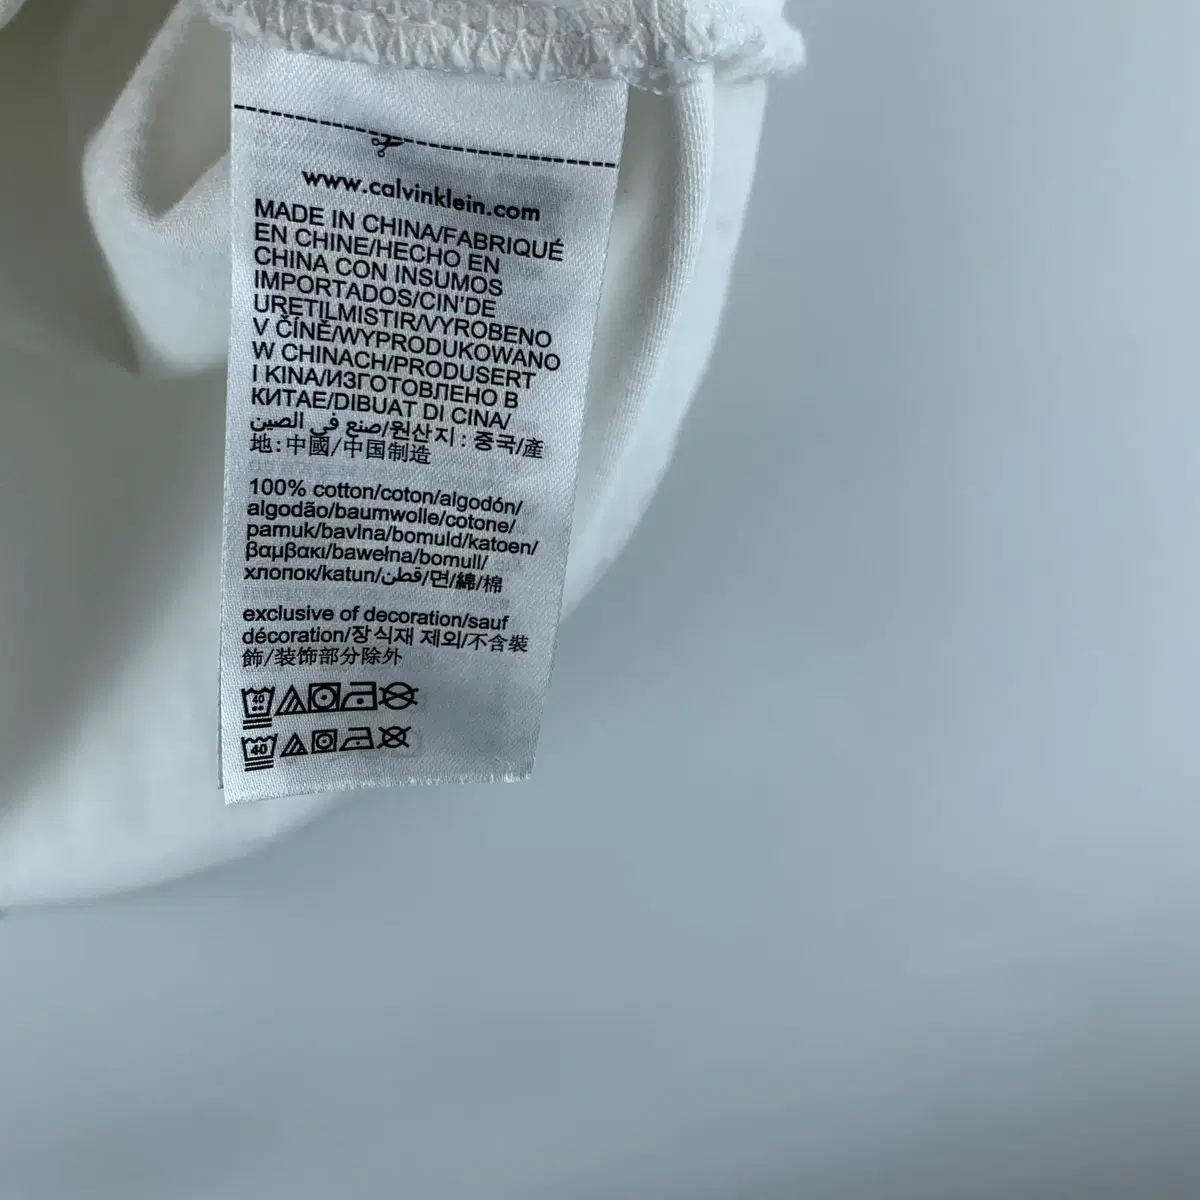 www.calvinklein.com
MADE IN CHINA/FABRIQUÉ
EN CHINE/HECHO EN
CHINA CON INSUMOS
IMPORTADOS/CIN'DE
URETILMISTIR/VYROBENO
V ČÍNĚ/WYPRODUKOWANO
W CHINACH/PRODUSERT
I KINA/ИЗГОТОВЛЕНО В
КИТАЕ/DIBUAT DI CINA/
صنع في الصين/원산지 : 중국/產
地:中國/中国制造
100% cotton/coton/algodón/
algodão/baumwolle/cotone/
pamuk/bavlna/bomuld/katoen/
βαμβακι/bawełna/bomull/
хлопок/katun/قطن/면/綿/棉
exclusive of decoration/sauf
décoration/장식재 제외/不含裝
飾/装饰部分除外
40
40